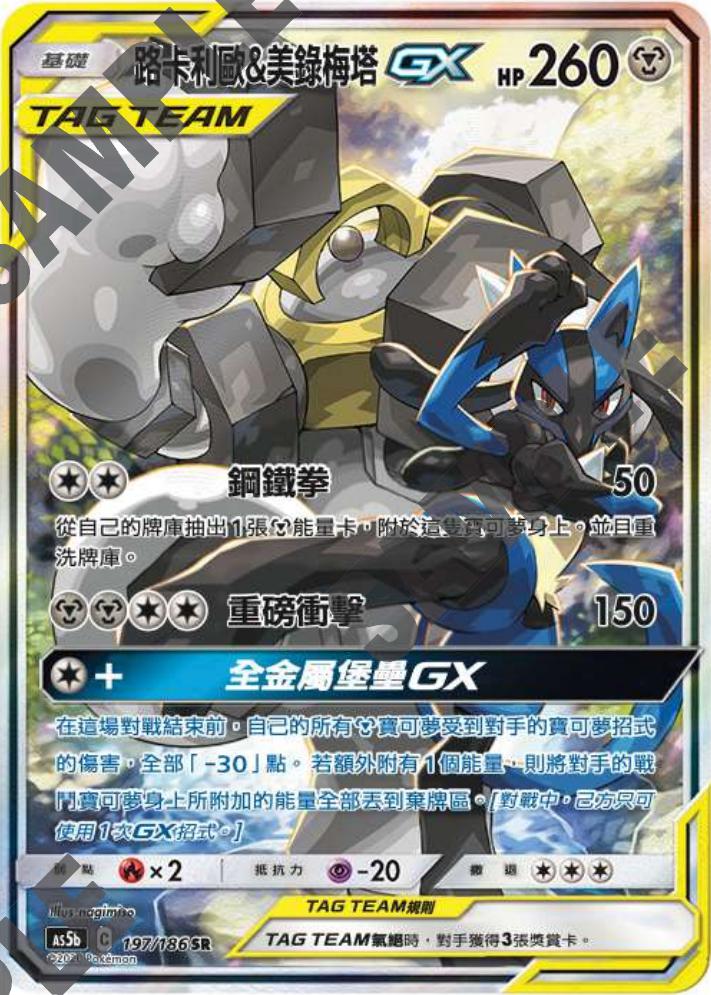 基礎 路卡利歐&美錄梅塔 GX HP 260
TAG TEAM
鋼鐵拳 50
從自己的牌庫抽出1張能量卡,附於這隻寶可夢身上。並且重
洗牌庫。
重磅衝擊 150
+ 全金屬堡壘GX
在這場對戰結束前,自己的所有寶可夢受到對手的寶可夢招式
的傷害,全部「-30」點。若額外附有1個能量,則將對手的戰
鬥寶可夢身上所附加的能量全部丟到棄牌區。[對戰中,己方只可
使用1次GX招式。]
弱點 ×2 抵抗力 -20 撤退
illus. nagimiso
TAG TEAM規則
AS5b C 197/186 SR
TAG TEAM氣絕時,對手獲得3張獎賞卡。
Pokémon
SAMPLE